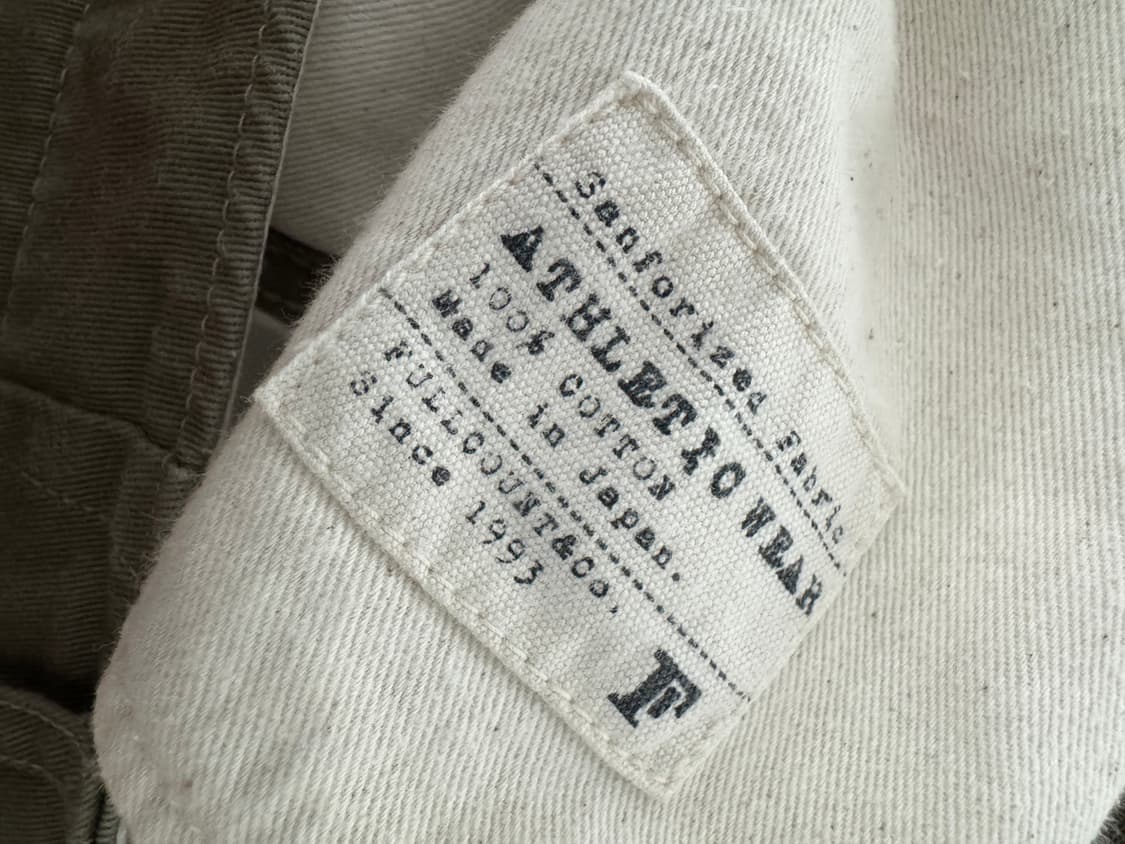 Sanforized Fabric
ATHLETIC WEAR
100% COTTON
Made in Japan.
FULLCOUNT&co,
Since 1993
F